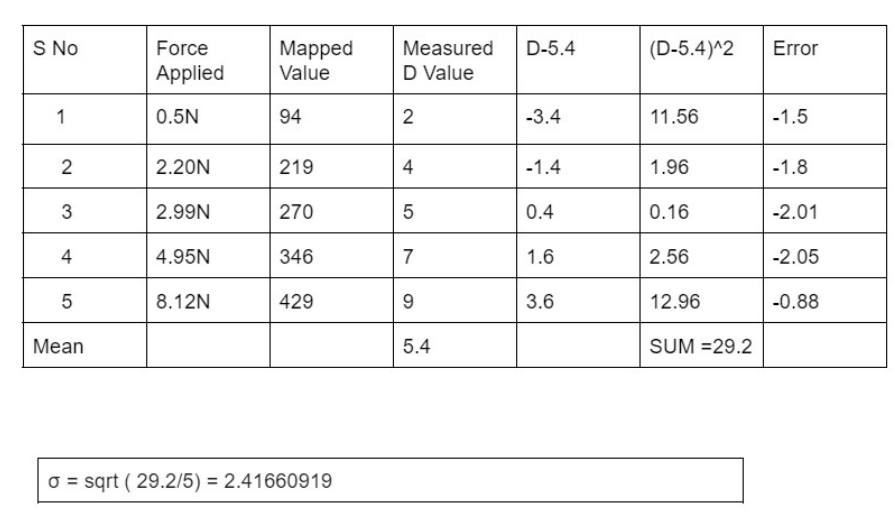 S No Force Applied Mapped Value Measured D Value D-5.4 (D-5.4)^2 Error
1 0.5N 94 2 -3.4 11.56 -1.5
2 2.20N 219 4 -1.4 1.96 -1.8
3 2.99N 270 5 0.4 0.16 -2.01
4 4.95N 346 7 1.6 2.56 -2.05
5 8.12N 429 9 3.6 12.96 -0.88
Mean 5.4 SUM =29.2
σ = sqrt ( 29.2/5) = 2.41660919